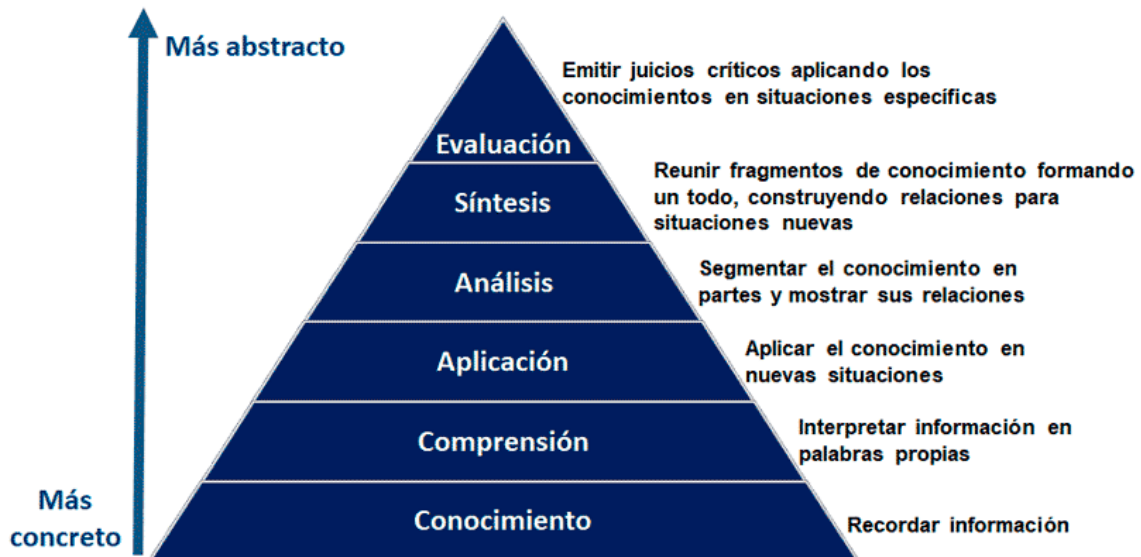 Más abstracto
Emitir juicios críticos aplicando los
conocimientos en situaciones específicas
Evaluación
Reunir fragmentos de conocimiento formando
un todo, construyendo relaciones para
situaciones nuevas
Síntesis
Segmentar el conocimiento en
partes y mostrar sus relaciones
Análisis
Aplicar el conocimiento en
nuevas situaciones
Aplicación
Interpretar información en
palabras propias
Comprensión
Más
concreto
Conocimiento
Recordar información